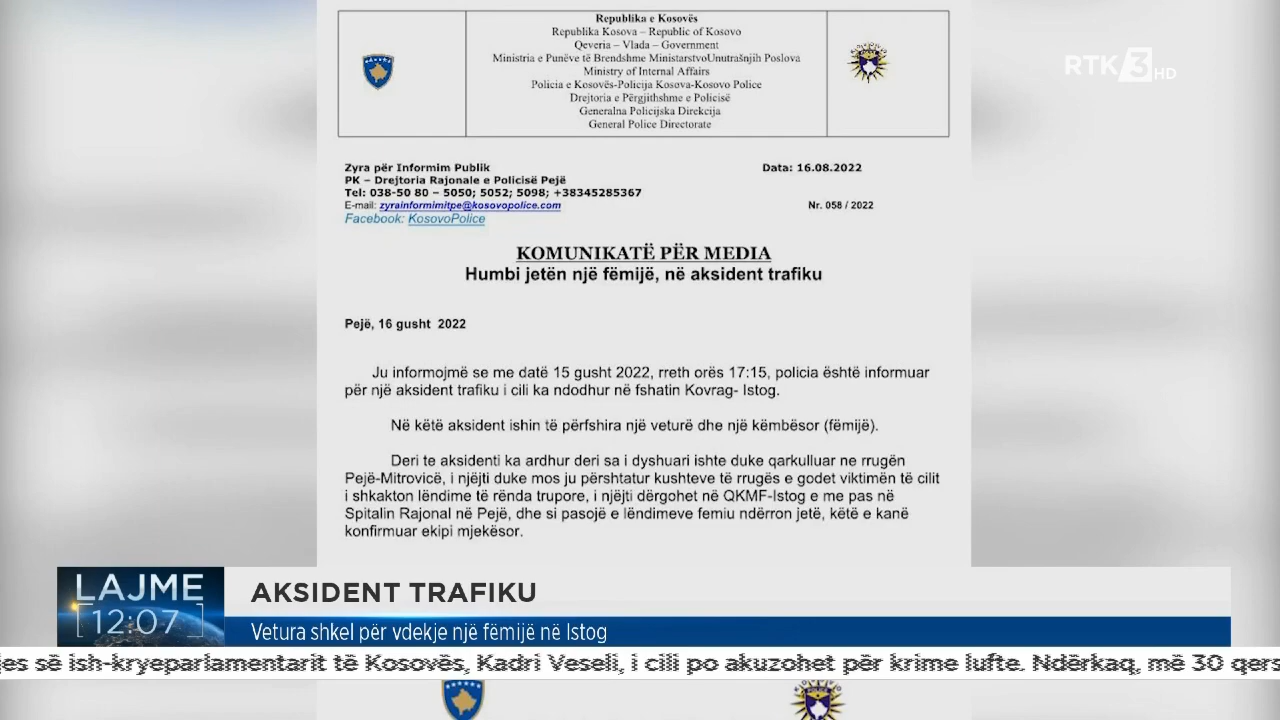 Republika e Kosovës
Republika Kosova – Republic of Kosovo
Qeveria – Vlada – Government
Ministria e Punëve të Brendshme MinistarstvoUnutrašnjih Poslova
Ministry of Internal Affairs
Policia e Kosovës-Policija Kosova-Kosovo Police
Drejtoria e Përgjithshme e Policisë
Generalna Policijska Direkcija
General Police Directorate
RTK 3 HD
Zyra për Informim Publik
Data: 16.08.2022
PK – Drejtoria Rajonale e Policisë Pejë
Tel: 038-50 80 – 5050; 5052; 5098; +38345285367
E-mail: zyrainformimitpe@kosovopolice.com
Nr. 058 / 2022
Facebook: KosovoPolice
KOMUNIKATË PËR MEDIA
Humbi jetën një fëmijë, në aksident trafiku
Pejë, 16 gusht 2022
Ju informojmë se me datë 15 gusht 2022, rreth orës 17:15, policia është informuar
për një aksident trafiku i cili ka ndodhur në fshatin Kovrag- Istog.
Në këtë aksident ishin të përfshira një veturë dhe një këmbësor (fëmijë).
Deri te aksidenti ka ardhur deri sa i dyshuari ishte duke qarkulluar ne rrugën
Pejë-Mitrovicë, i njëjti duke mos ju përshtatur kushteve të rrugës e godet viktimën të cilit
i shkakton lëndime të rënda trupore, i njëjti dërgohet në QKMF-Istog e me pas në
Spitalin Rajonal në Pejë, dhe si pasojë e lëndimeve femiu ndërron jetë, këtë e kanë
konfirmuar ekipi mjekësor.
LAJME
12:07
AKSIDENT TRAFIKU
Vetura shkel për vdekje një fëmijë në Istog
jes së ish-kryeparlamentarit të Kosovës, Kadri Veseli, i cili po akuzohet për krime lufte. Ndërkaq, më 30 qers